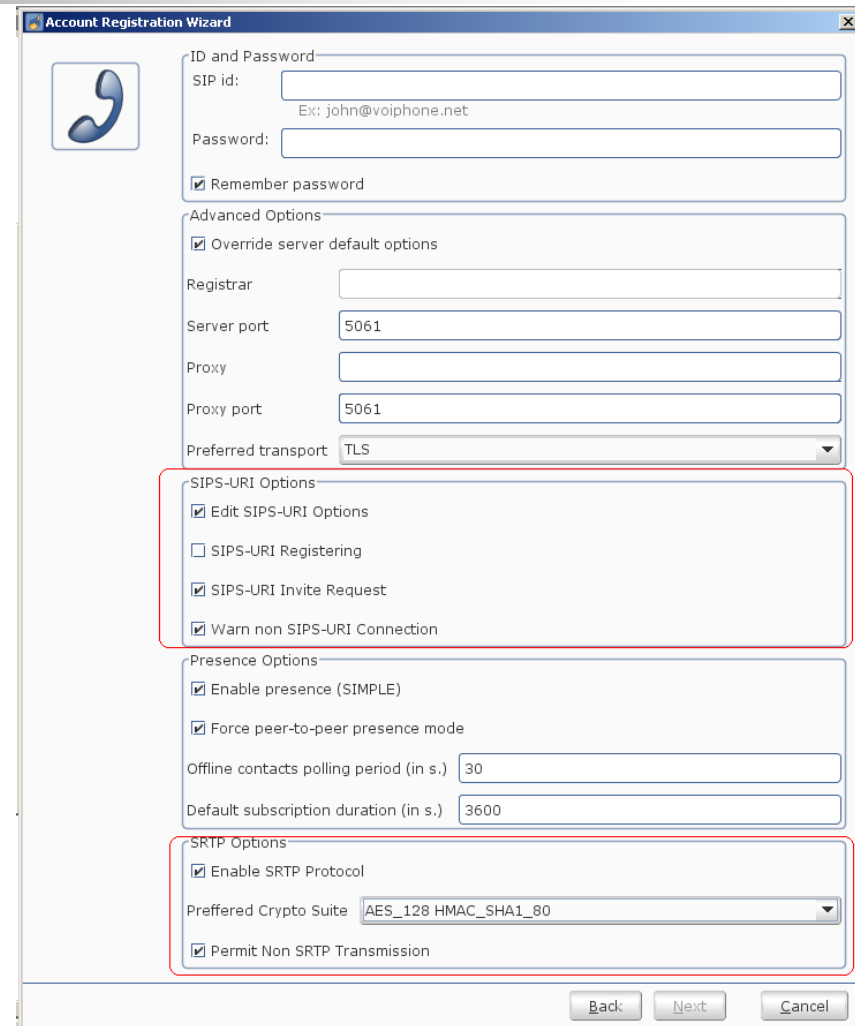 Account Registration Wizard
ID and Password
SIP id:
Ex: john@voiphone.net
Password:
Remember password
Advanced Options
Override server default options
Registrar
Server port 5061
Proxy
Proxy port 5061
Preferred transport TLS
SIPS-URI Options
Edit SIPS-URI Options
SIPS-URI Registering
SIPS-URI Invite Request
Warn non SIPS-URI Connection
Presence Options
Enable presence (SIMPLE)
Force peer-to-peer presence mode
Offline contacts polling period (in s.) 30
Default subscription duration (in s.) 3600
SRTP Options
Enable SRTP Protocol
Preffered Crypto Suite AES_128 HMAC_SHA1_80
Permit Non SRTP Transmission
Back Next Cancel